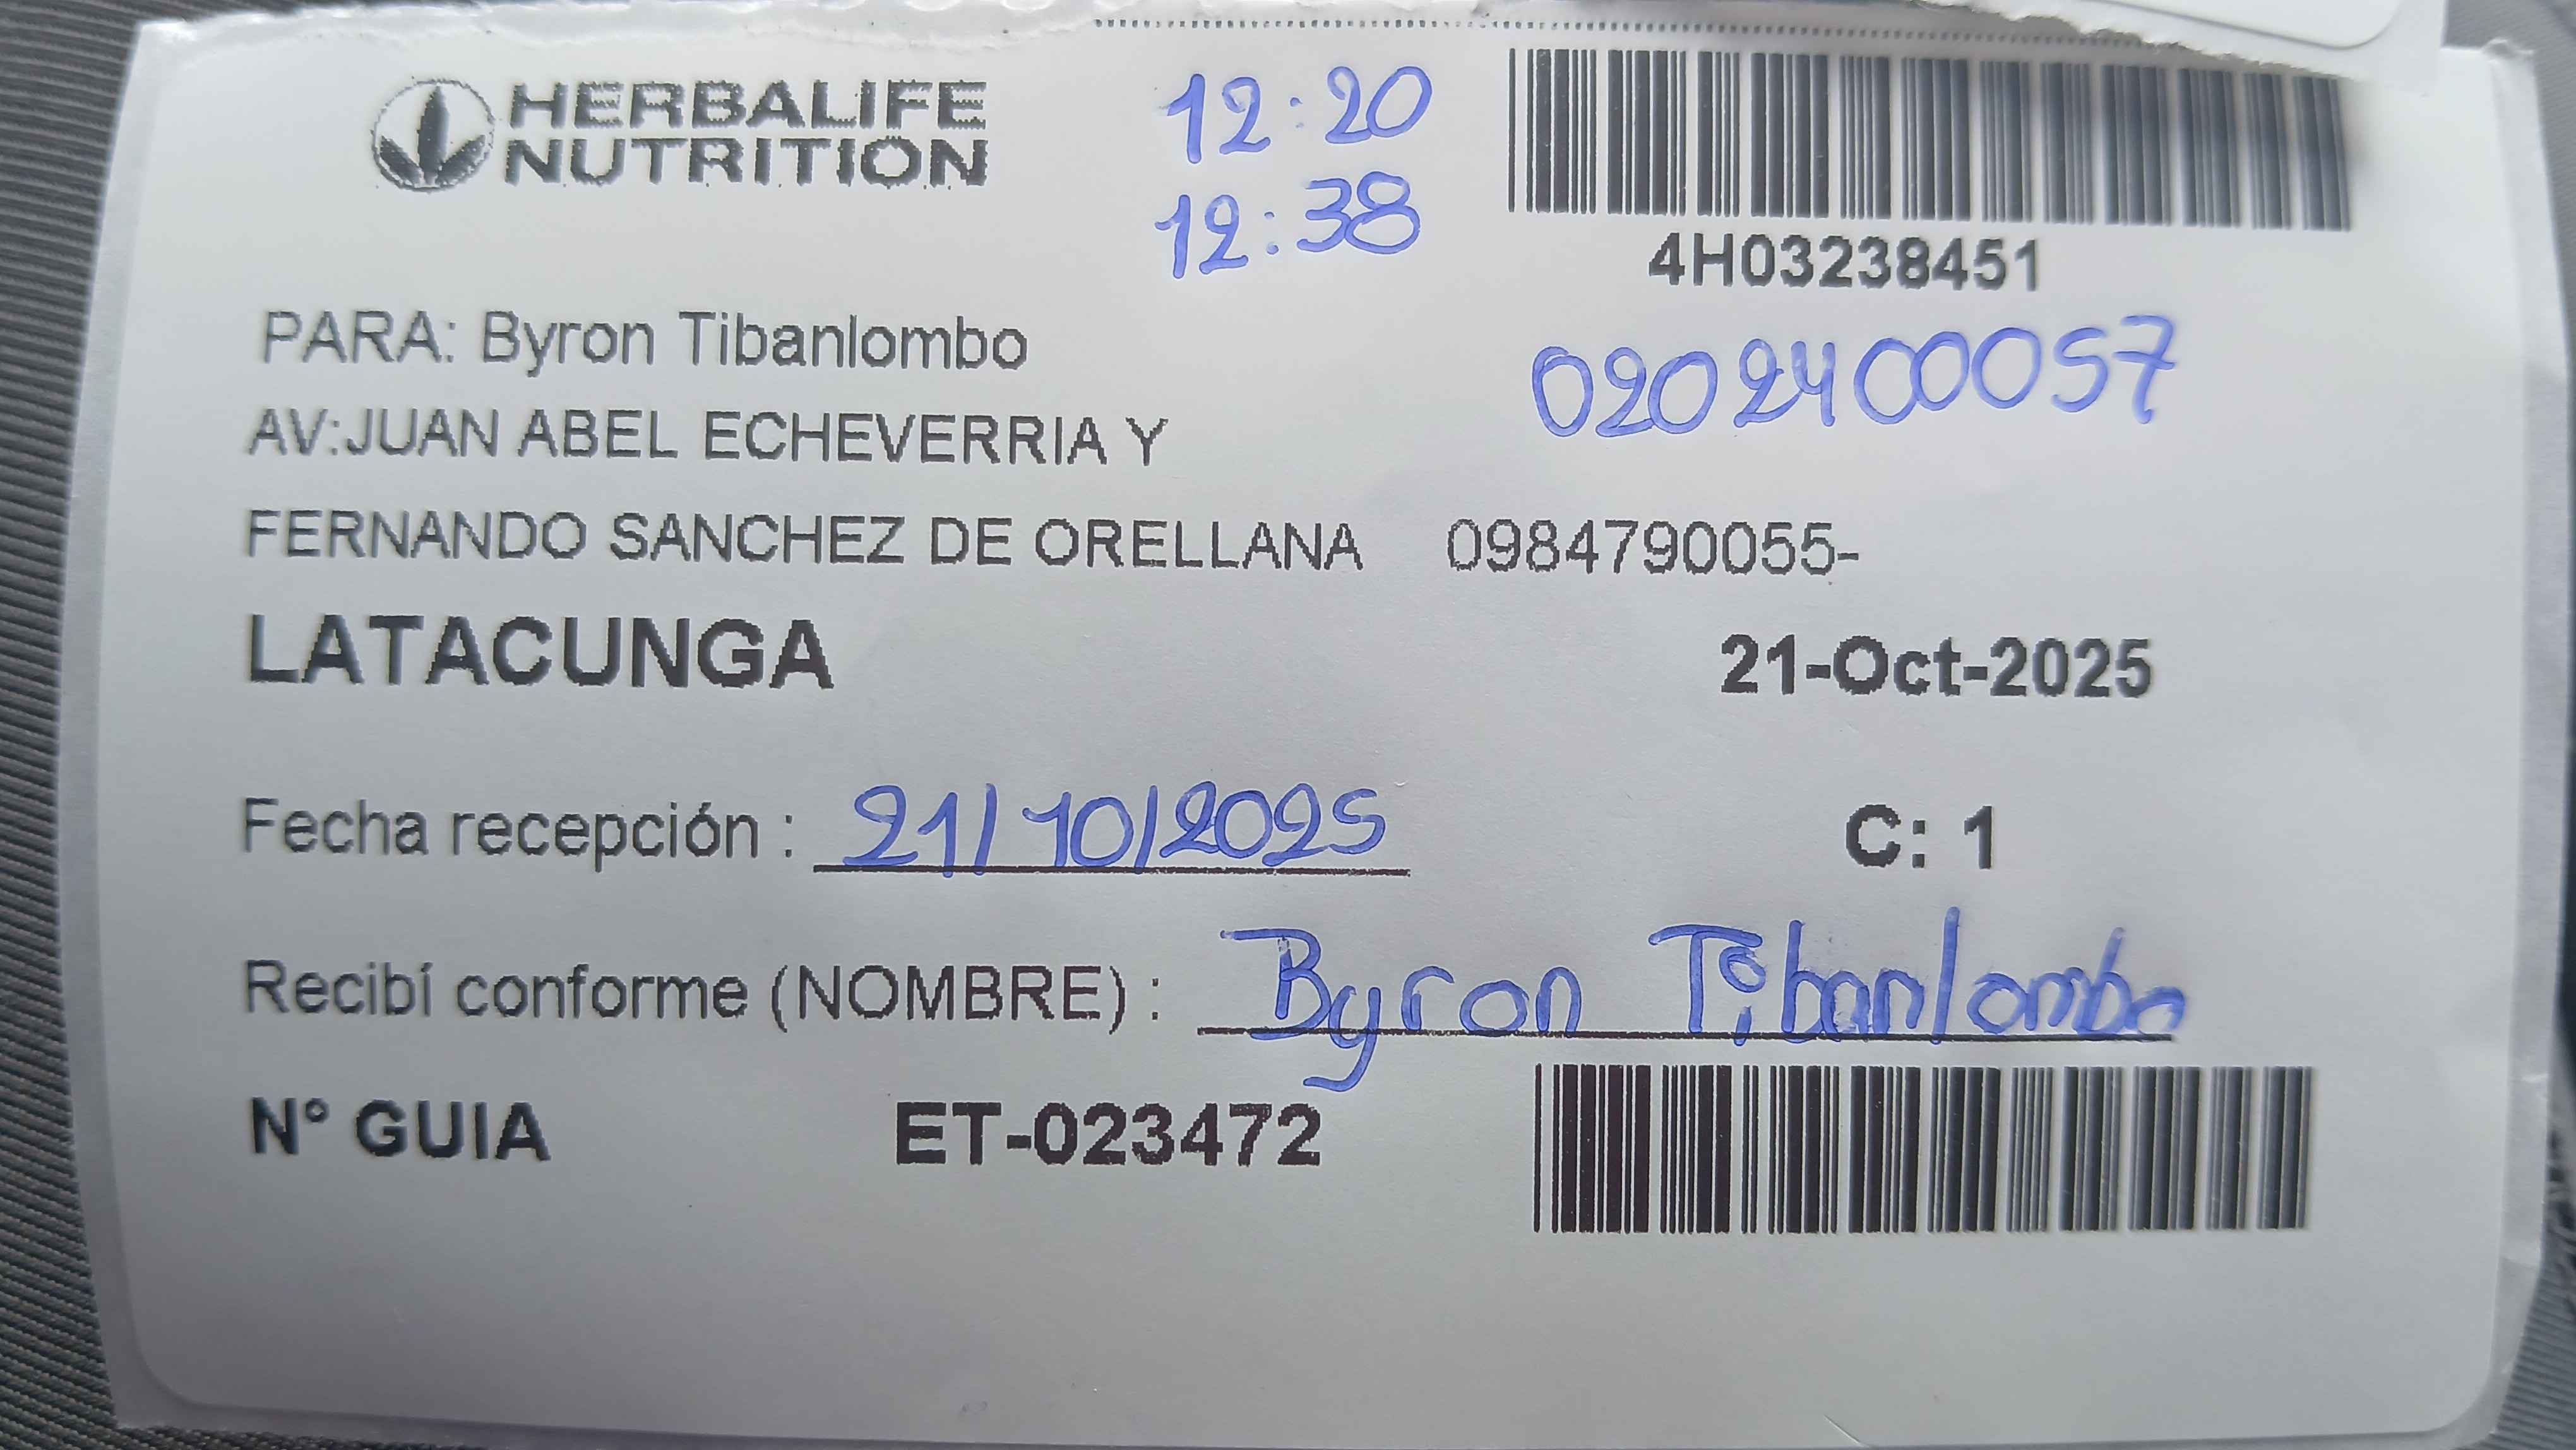 HERBALIFE
NUTRITION
12:20
12:38
4H03238451
PARA: Byron Tibanlombo
0202400057
AV:JUAN ABEL ECHEVERRIA Y
FERNANDO SANCHEZ DE ORELLANA 0984790055-
LATACUNGA
21-Oct-2025
Fecha recepción : 21/10/2025
C: 1
Recibí conforme (NOMBRE) : Byron Tibanlombo
N° GUIA ET-023472